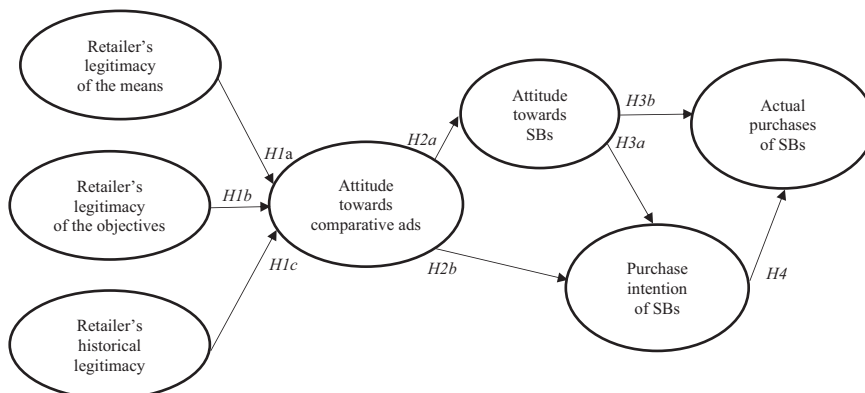 Retailer's
legitimacy
of the means
H1a
Retailer's
legitimacy
of the objectives
H1b
Retailer's
historical
legitimacy
H1c
Attitude
towards
comparative ads
H2a
H2b
Attitude
towards
SBs
H3b
H3a
Actual
purchases
of SBs
Purchase
intention
of SBs
H4